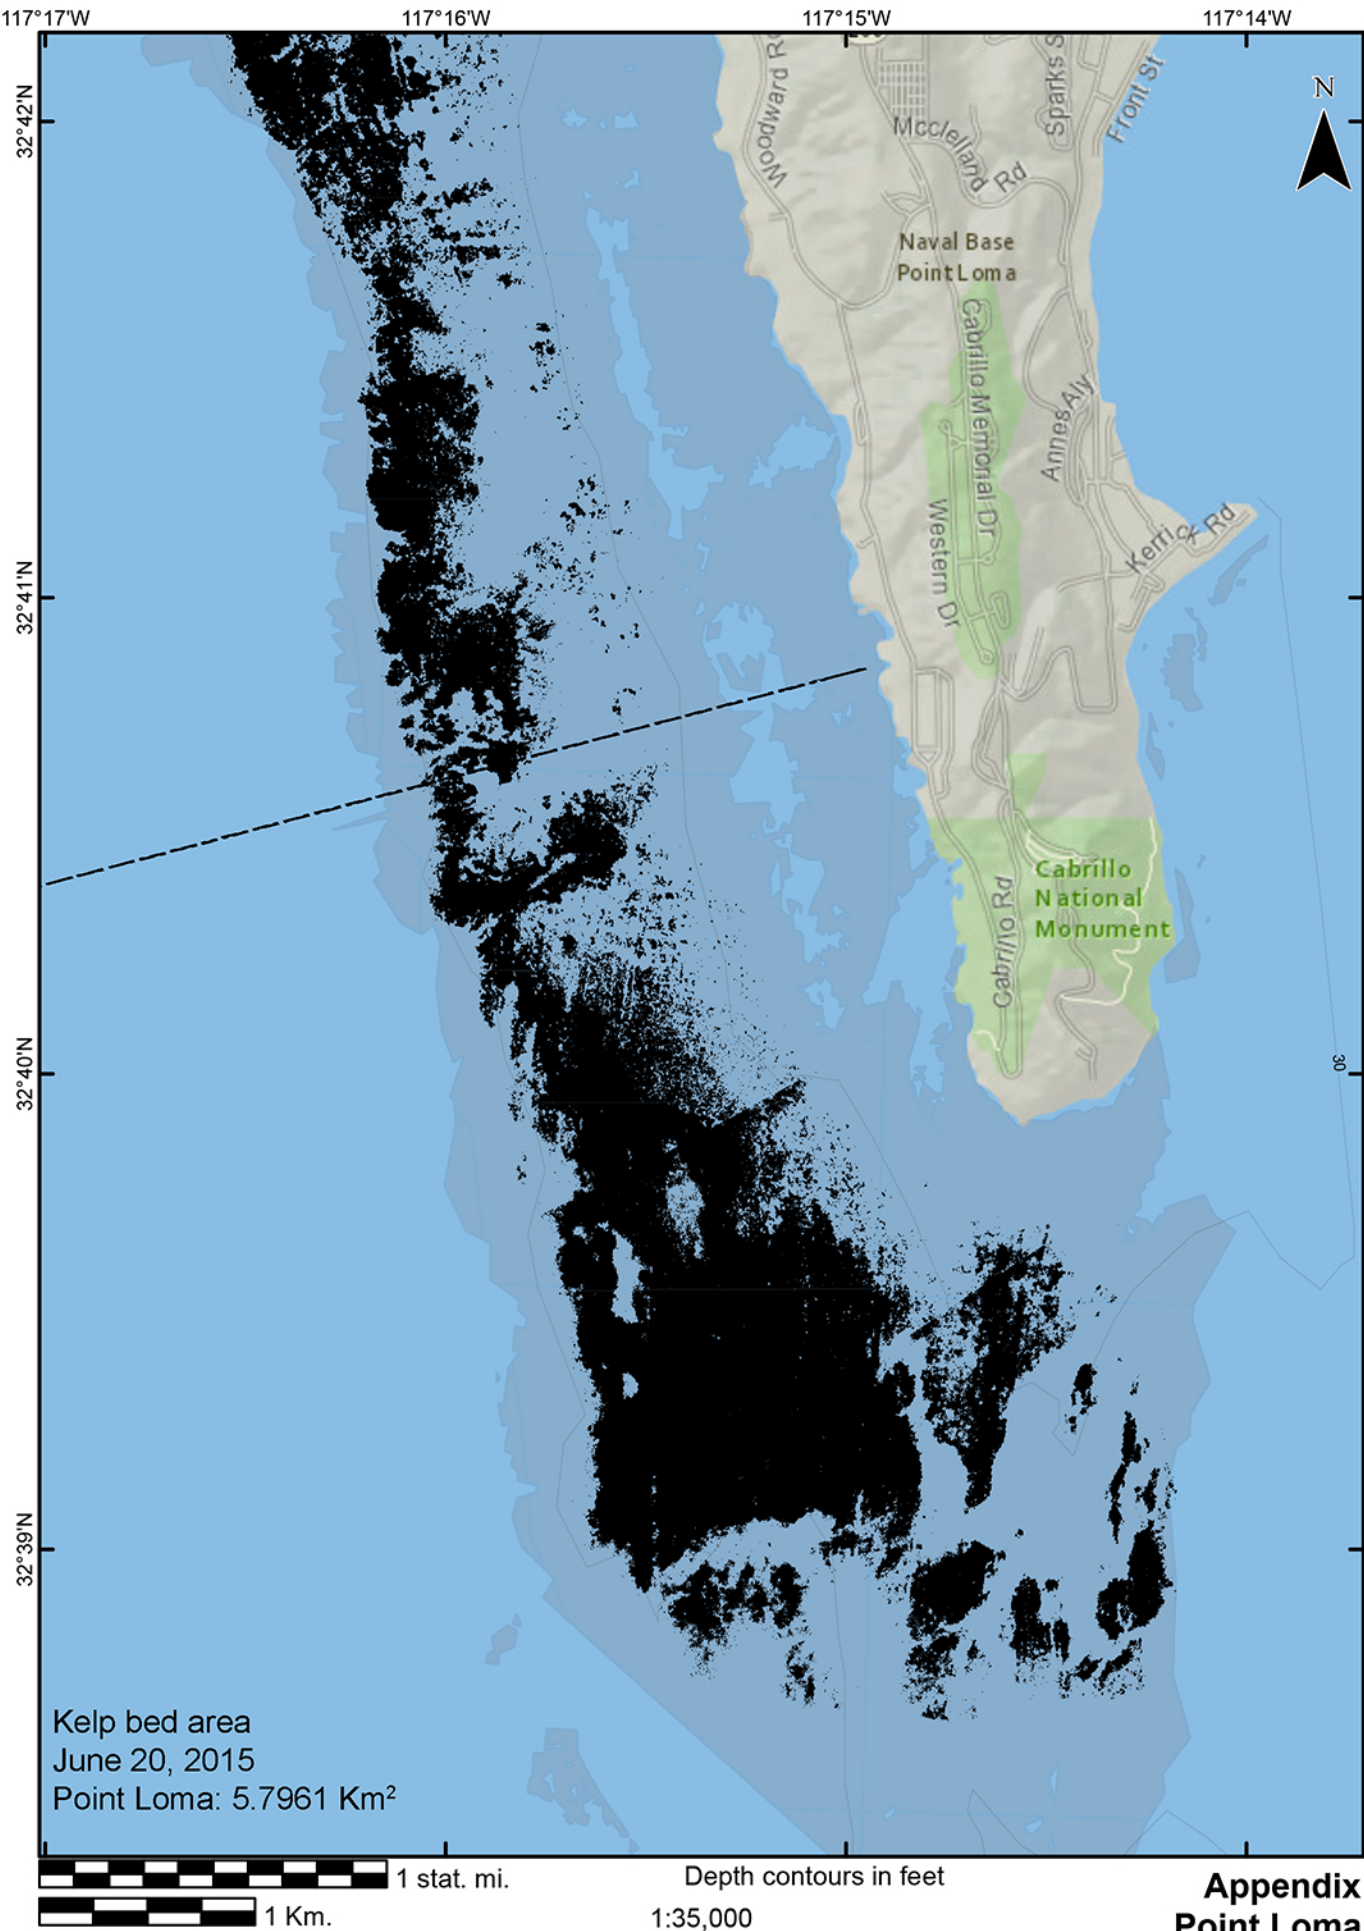 117°17'W 117°16'W 117°15'W 117°14'W
N
32°42'N
32°41'N
32°40'N
32°39'N
Woodward
Mcclelland Rd
Sparks S
Front St
Naval Base
Point Loma
Cabrillo Memorial Dr
Western Dr
Annes Aly
Kerrick Rd
Cabrillo
National
Monument
Cabrillo Rd
30
Kelp bed area
June 20, 2015
Point Loma: 5.7961 Km²
1 stat. mi.
Depth contours in feet
1 Km.
1:35,000
Appendix
Point Loma